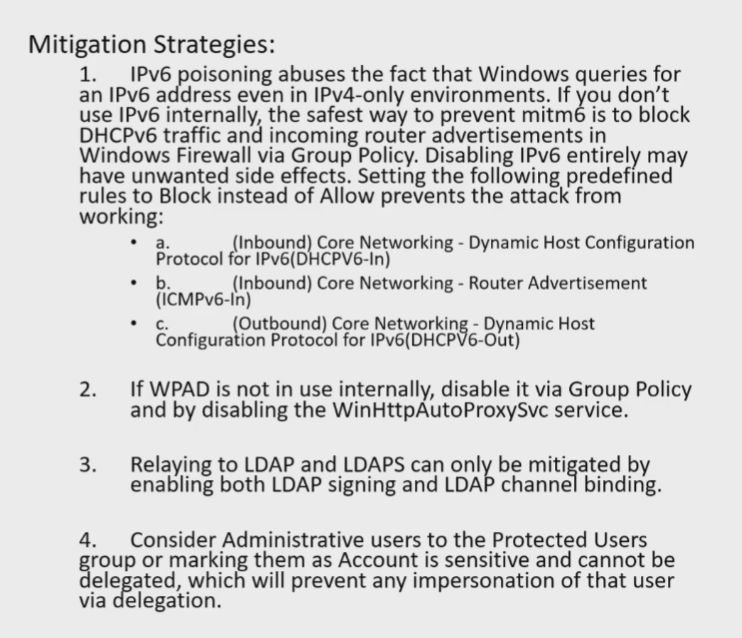 Mitigation Strategies:
1. IPv6 poisoning abuses the fact that Windows queries for
an IPv6 address even in IPv4-only environments. If you don't
use IPv6 internally, the safest way to prevent mitm6 is to block
DHCPv6 traffic and incoming router advertisements in
Windows Firewall via Group Policy. Disabling IPv6 entirely may
have unwanted side effects. Setting the following predefined
rules to Block instead of Allow prevents the attack from
working:
• a. (Inbound) Core Networking - Dynamic Host Configuration
Protocol for IPv6(DHCPV6-In)
• b. (Inbound) Core Networking - Router Advertisement
(ICMPv6-In)
• c. (Outbound) Core Networking - Dynamic Host
Configuration Protocol for IPv6(DHCPV6-Out)
2. If WPAD is not in use internally, disable it via Group Policy
and by disabling the WinHttpAutoProxySvc service.
3. Relaying to LDAP and LDAPS can only be mitigated by
enabling both LDAP signing and LDAP channel binding.
4. Consider Administrative users to the Protected Users
group or marking them as Account is sensitive and cannot be
delegated, which will prevent any impersonation of that user
via delegation.